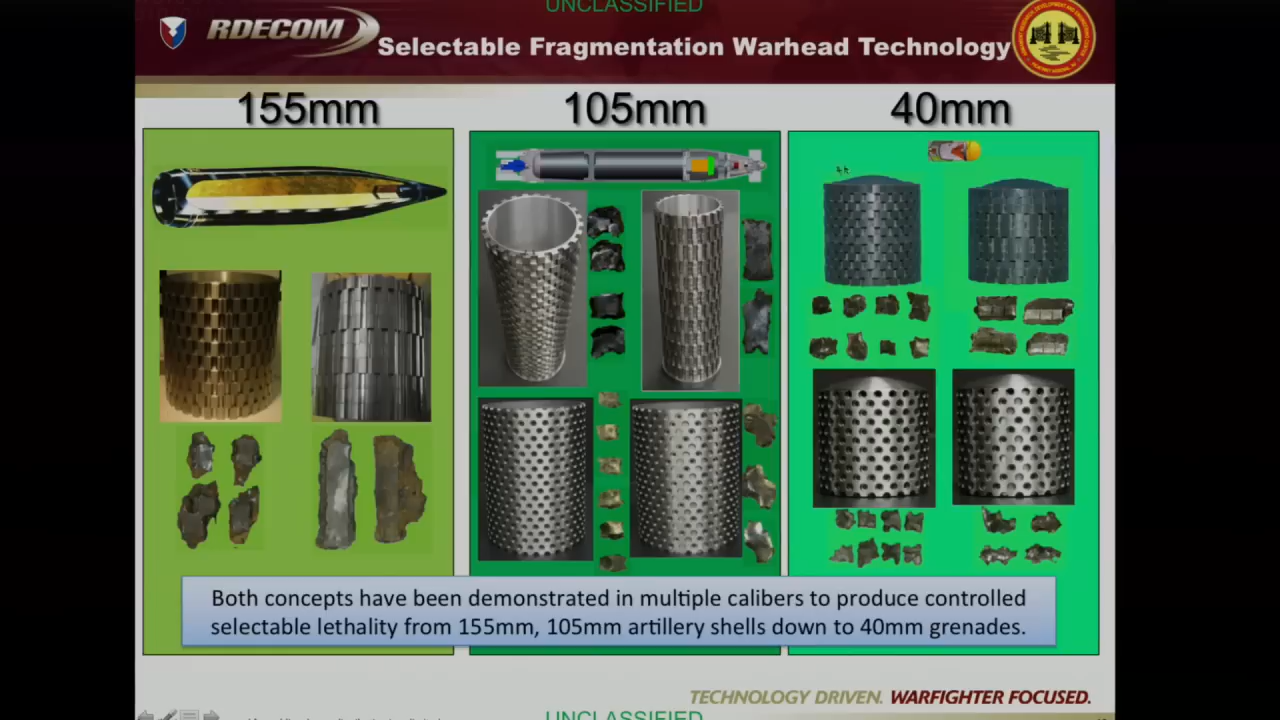 UNCLASSIFIED
RDECOM
Selectable Fragmentation Warhead Technology
155mm
105mm
40mm
Both concepts have been demonstrated in multiple calibers to produce controlled
selectable lethality from 155mm, 105mm artillery shells down to 40mm grenades.
TECHNOLOGY DRIVEN. WARFIGHTER FOCUSED.
UNCLASSIFIED